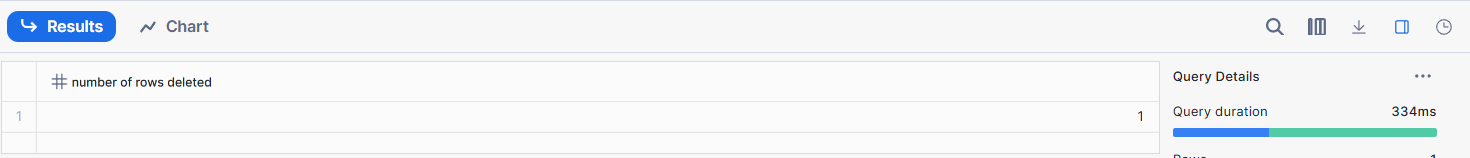 Results
Chart
number of rows deleted
1
1
Query Details
Query duration
334ms